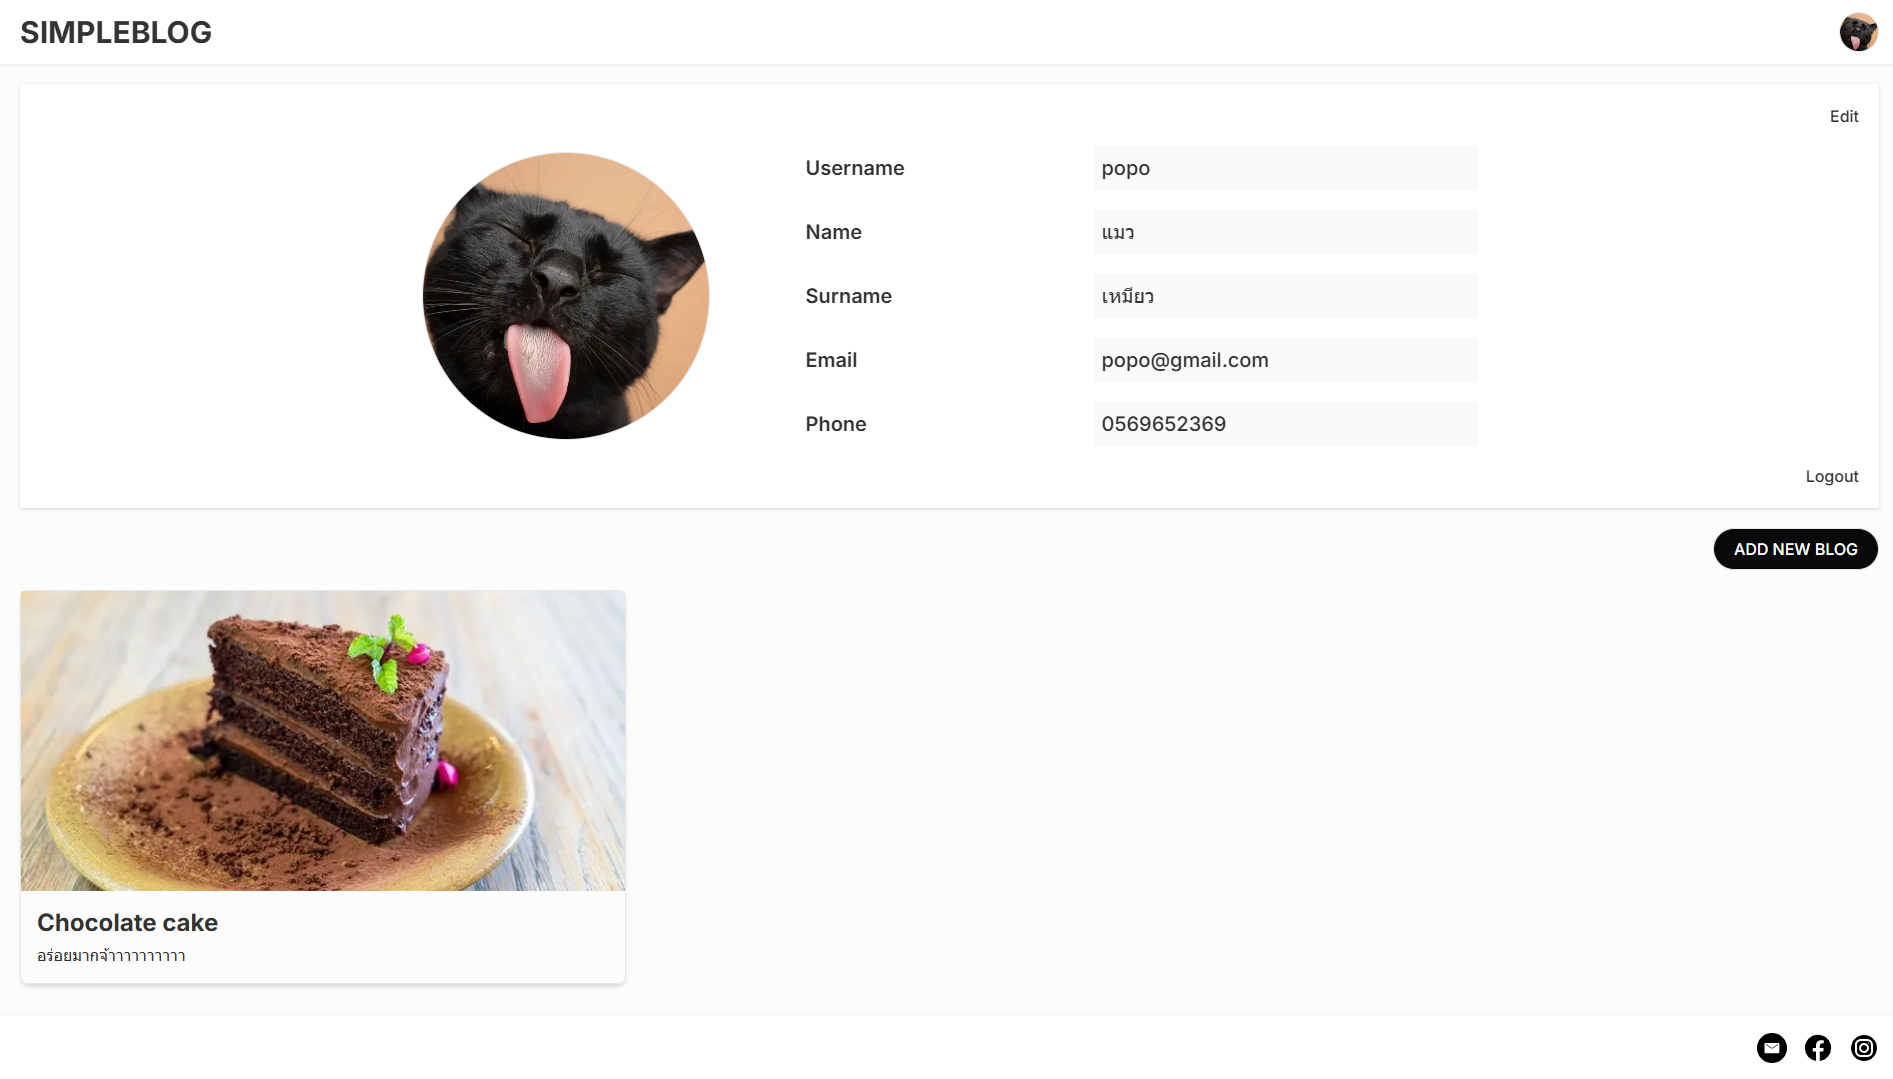 SIMPLEBLOG
Edit
Username popo
Name แมว
Surname เหมียว
Email popo@gmail.com
Phone 0569652369
Logout
ADD NEW BLOG
Chocolate cake
อร่อยมากจ้าาาาาาาาาา